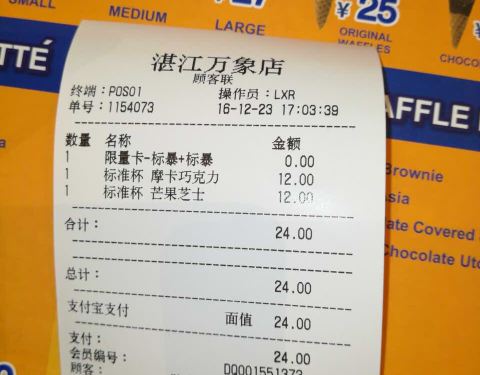 SMALL
MEDIUM
LARGE
¥25
ORIGINAL
WAFFLES
CHOCO
TTÉ
AFFLE
Brownie
sia
ate Covered
Chocolate
湛江万象店
顾客联
终端：POS01 操作员：LXR
单号：1154073 16-12-23 17:03:39
数量 名称 金额
1 限量卡-标暴+标暴 0.00
1 标准杯 摩卡巧克力 12.00
1 标准杯 芒果芝士 12.00
合计： 24.00
总计： 24.00
支付宝支付 面值 24.00
支付： 24.00
会员编号： DQ001551373
顾客：